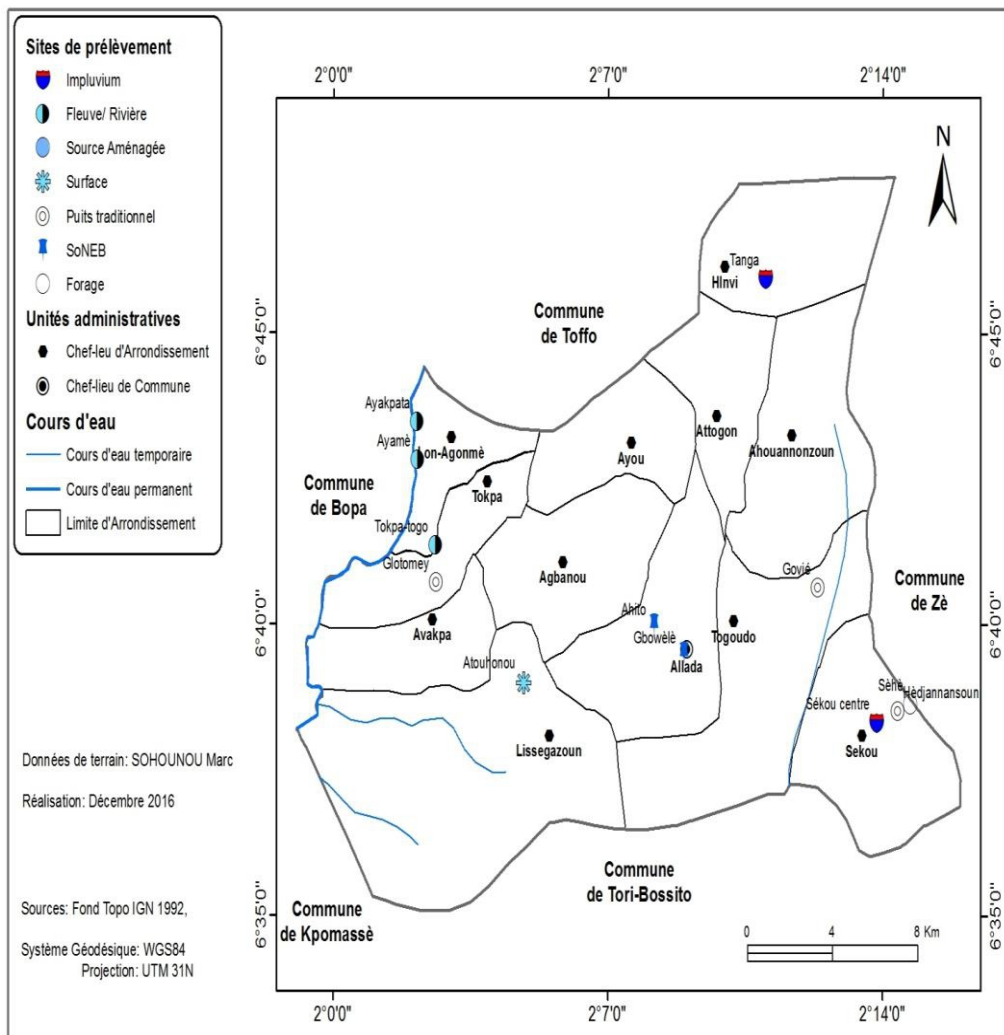 Sites de prélèvement
Impluvium
Fleuve/ Rivière
Source Aménagée
Surface
Puits traditionnel
SoNEB
Forage
Unités administratives
Chef-leu d'Arrondissement
Chef-lieu de Commune
Cours d'eau
Cours d'eau temporaire
Cours d'eau permanent
Limite d'Arrondissement
2°0'0"
2°7'0"
2°14'0"
N
Tanga
HInvi
Commune
de Toffo
6°45'0"
6°45'0"
Ayakpata
Ayamè
Lon-Agonmè
Attogon
Ayou
Ahouannonzoun
Commune
de Bopa
Tokpa
Tokpa-togo
Glotomey
Agbanou
Govié
Commune
de Zè
6°40'0"
6°40'0"
Avakpa
Ahito
Gbowèlè
Togoudo
Allada
Atouhonou
Sèhè
Hèdjannansoun
Sékou centre
Lissegazoun
Sekou
Données de terrain: SOHOUNOU Marc
Réalisation: Décembre 2016
Commune
de Tori-Bossito
Sources: Fond Topo IGN 1992,
Commune
de Kpomassè
6°35'0"
6°35'0"
Système Géodésique: WGS84
Projection: UTM 31N
0 4 8 Km
2°0'0"
2°7'0"
2°14'0"